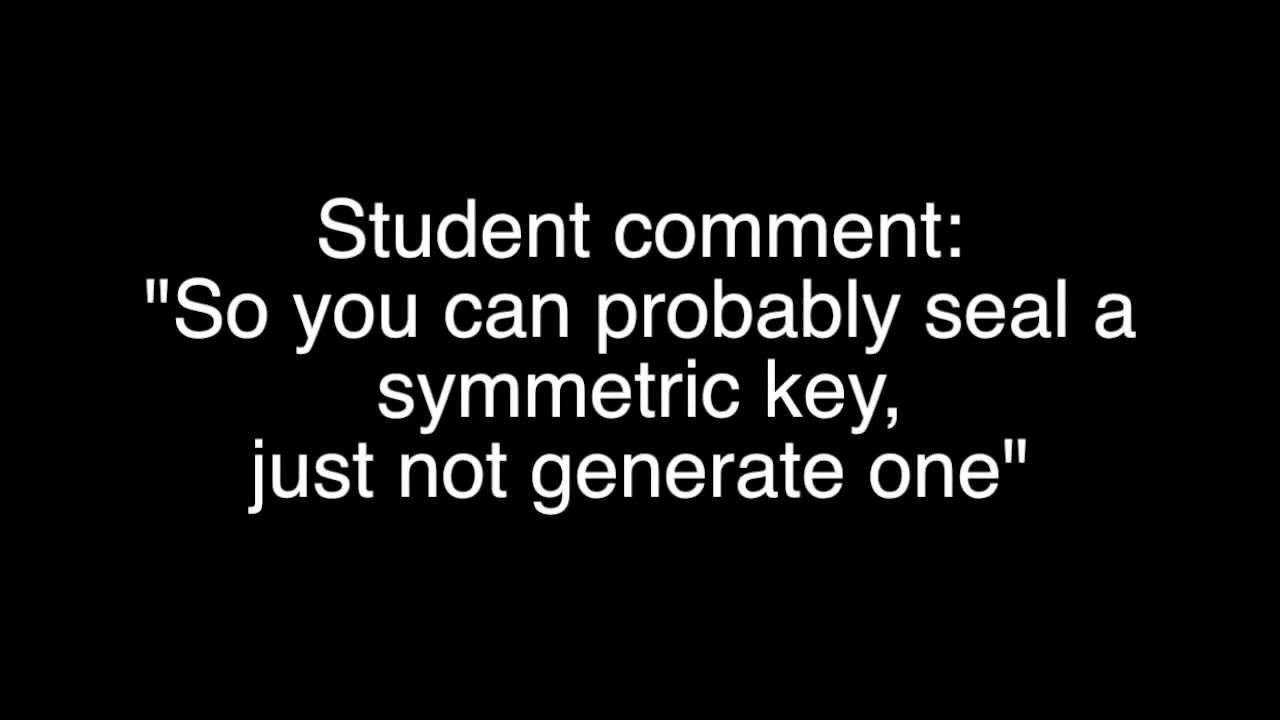 Student comment:
"So you can probably seal a
symmetric key,
just not generate one"